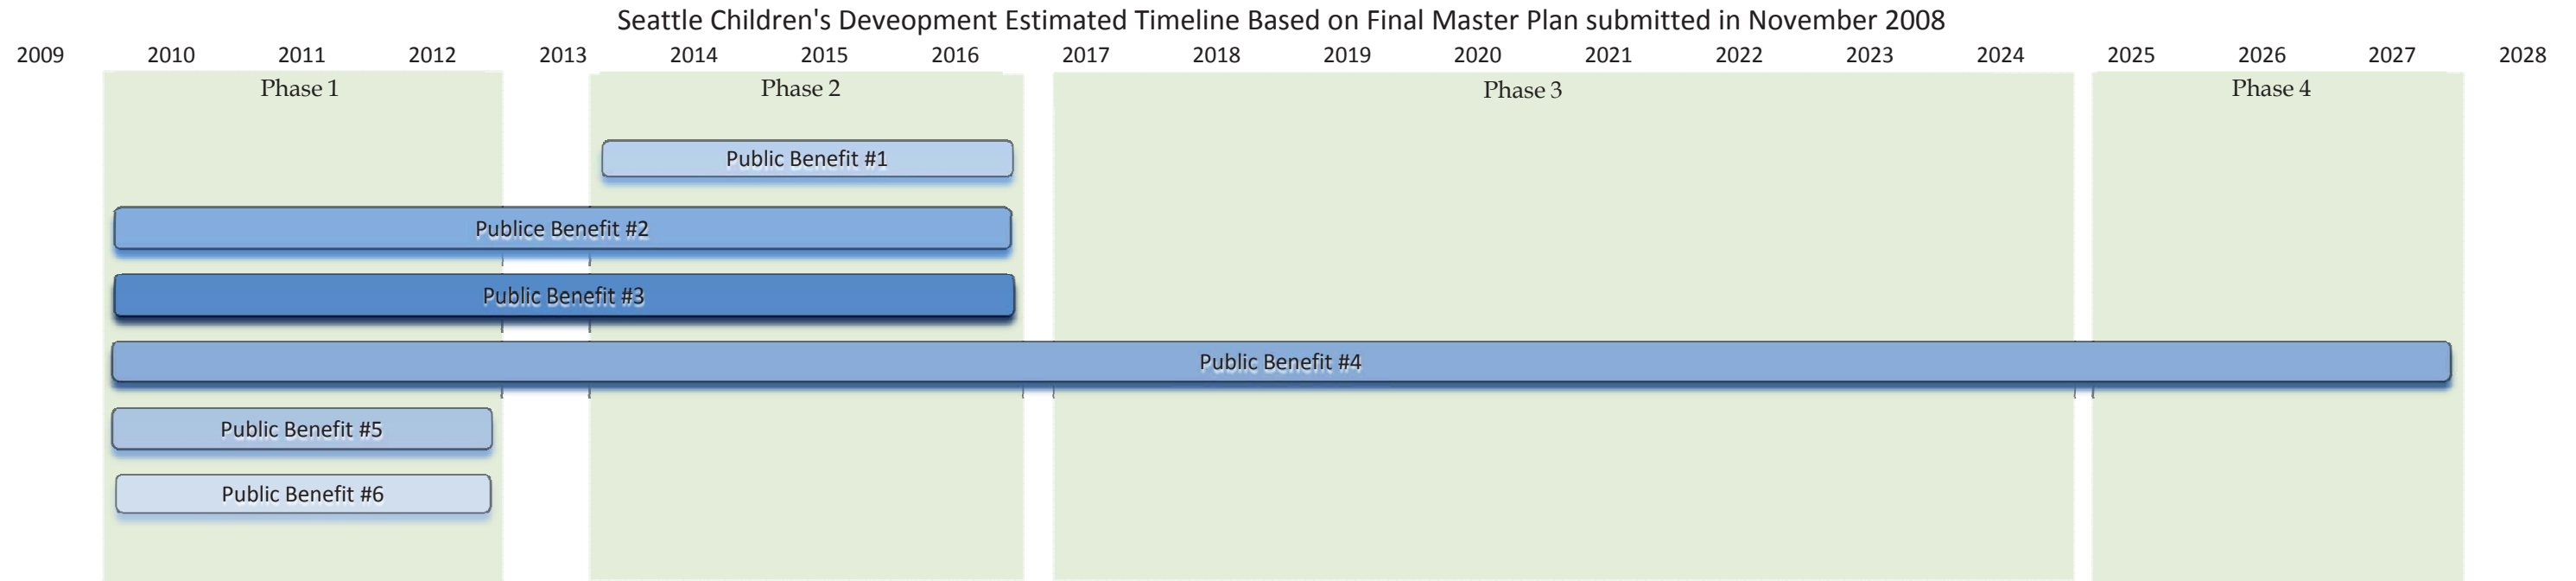 Seattle Children's Deveopment Estimated Timeline Based on Final Master Plan submitted in November 2008
2009 2010 2011 2012 2013 2014 2015 2016 2017 2018 2019 2020 2021 2022 2023 2024 2025 2026 2027 2028
Phase 1 Phase 2 Phase 3 Phase 4
Public Benefit #1
Publice Benefit #2
Public Benefit #3
Public Benefit #4
Public Benefit #5
Public Benefit #6